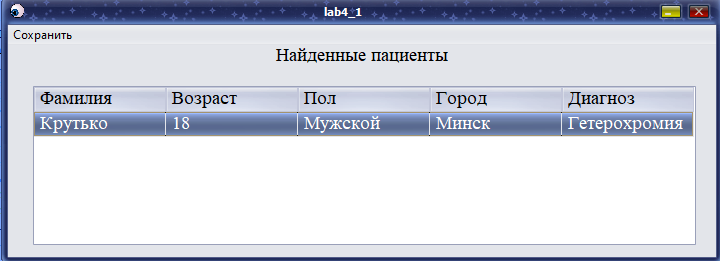 lab4_1
Сохранить
Найденные пациенты
Фамилия Возраст Пол Город Диагноз
Крутько 18 Мужской Минск Гетерохромия